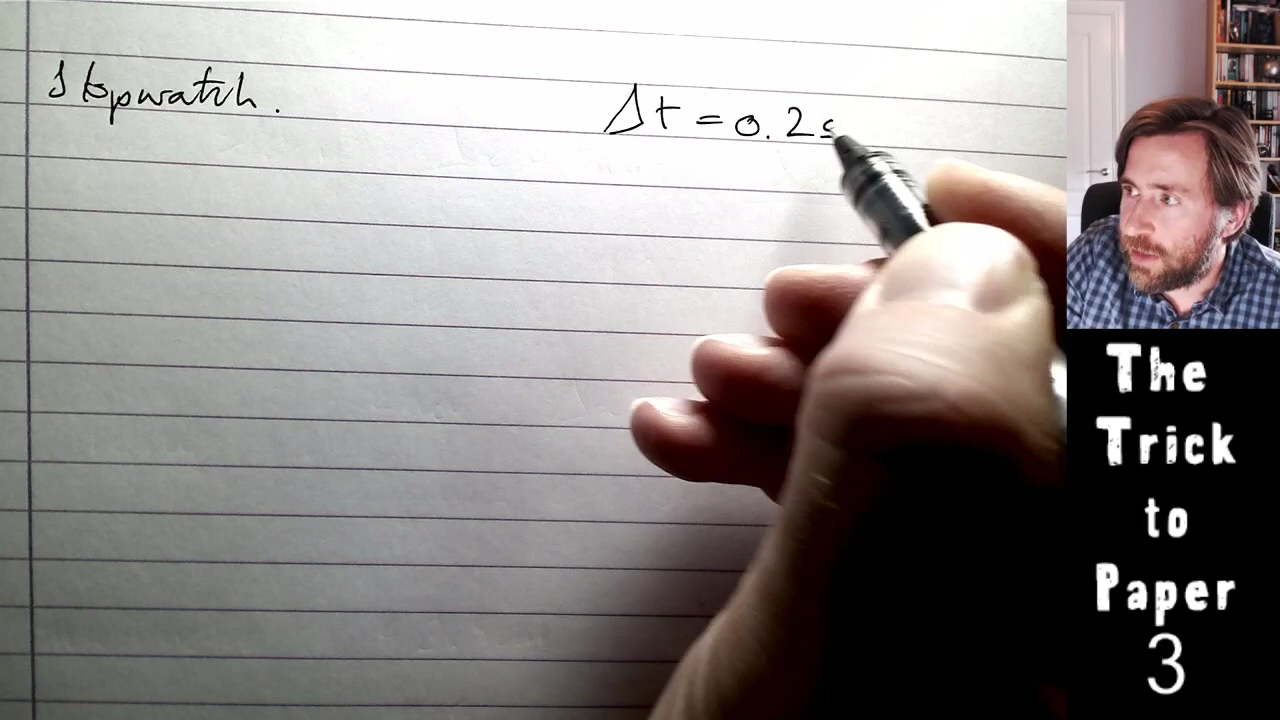 Stopwatch.
Δt = 0.2s
The
Trick
to
Paper
3